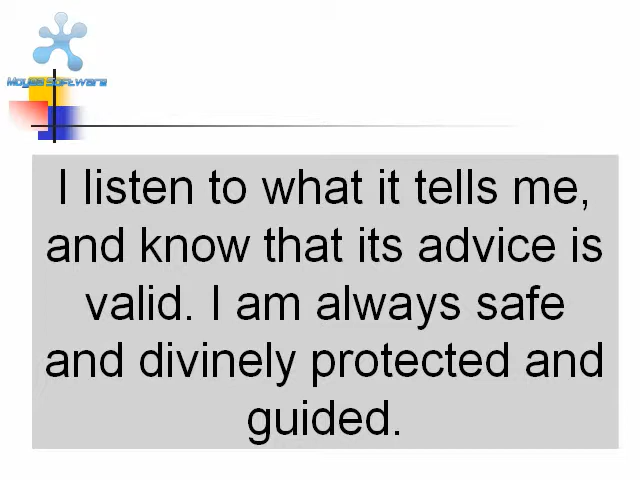 Moyea Software
I listen to what it tells me,
and know that its advice is
valid. I am always safe
and divinely protected and
guided.